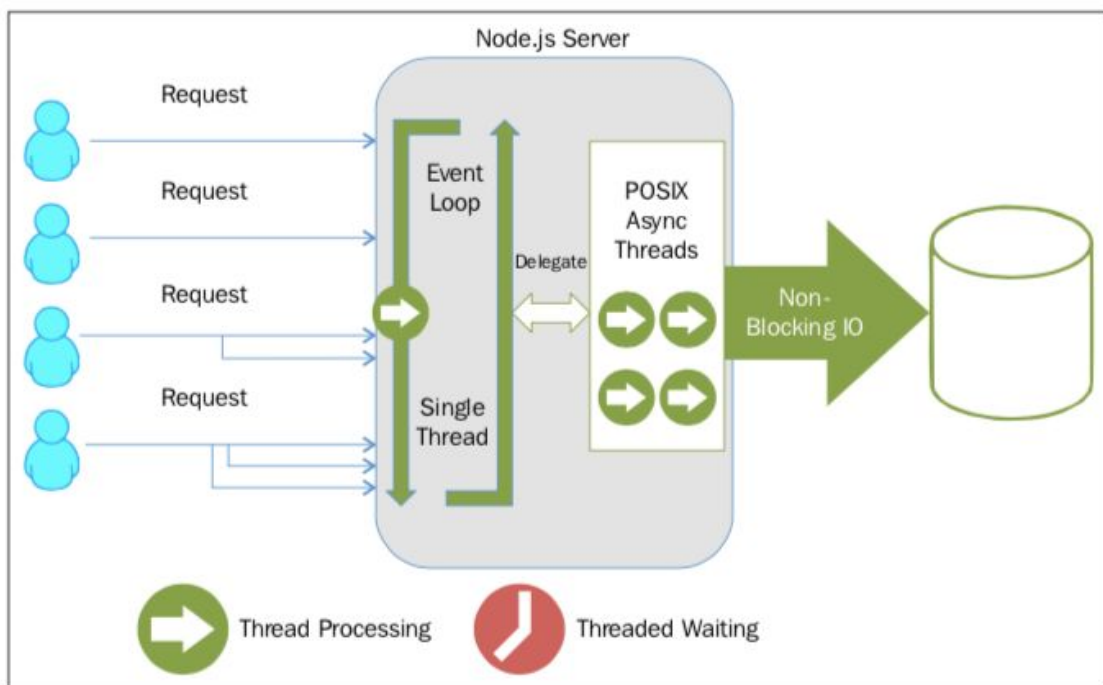 Node.js Server
Request
Request
Request
Request
Event
Loop
Single
Thread
Delegate
POSIX
Async
Threads
Non-
Blocking IO
Thread Processing
Threaded Waiting